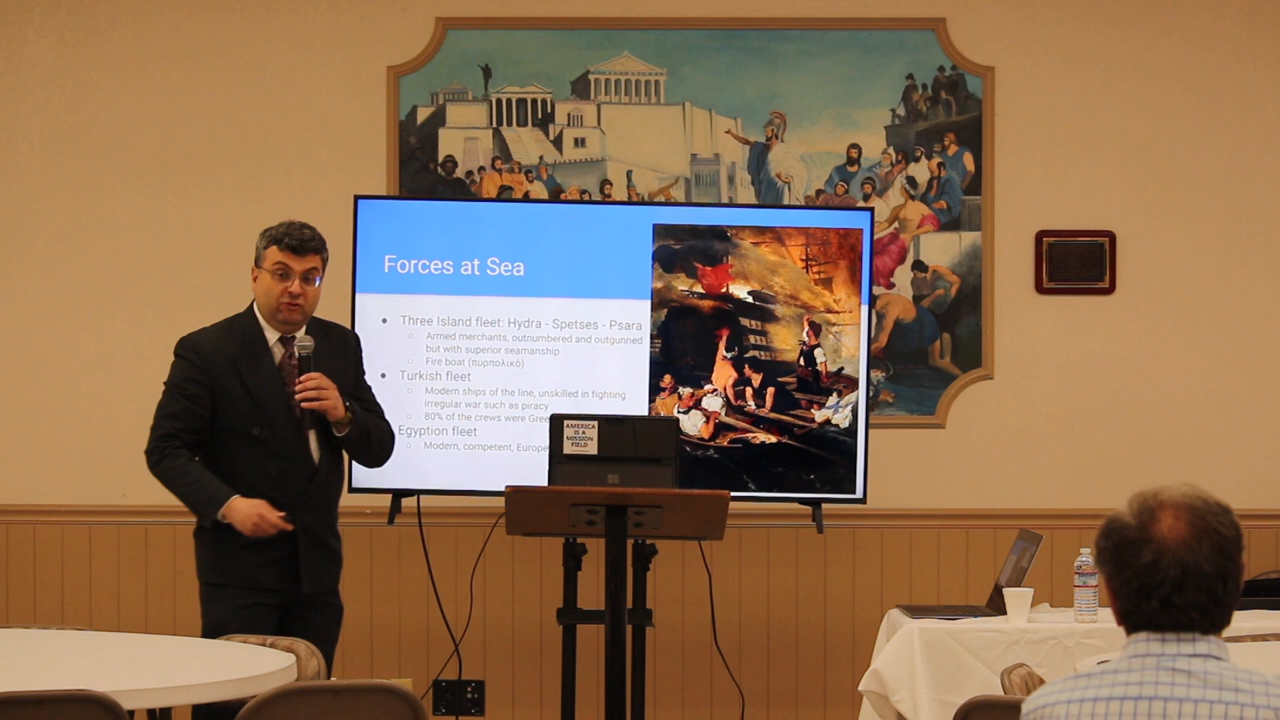 Forces at Sea
Three Island fleet: Hydra - Spetses - Psara
Armed merchants, outnumbered and outgunned
but with superior seamanship
Fire boat (πυρπολικό)
Turkish fleet
Modern ships of the line, unskilled in fighting
irregular war such as piracy
80% of the crews were Gree
Egyption fleet
Modern, competent, Europe
AMERICA
IS A
MISSION
FIELD